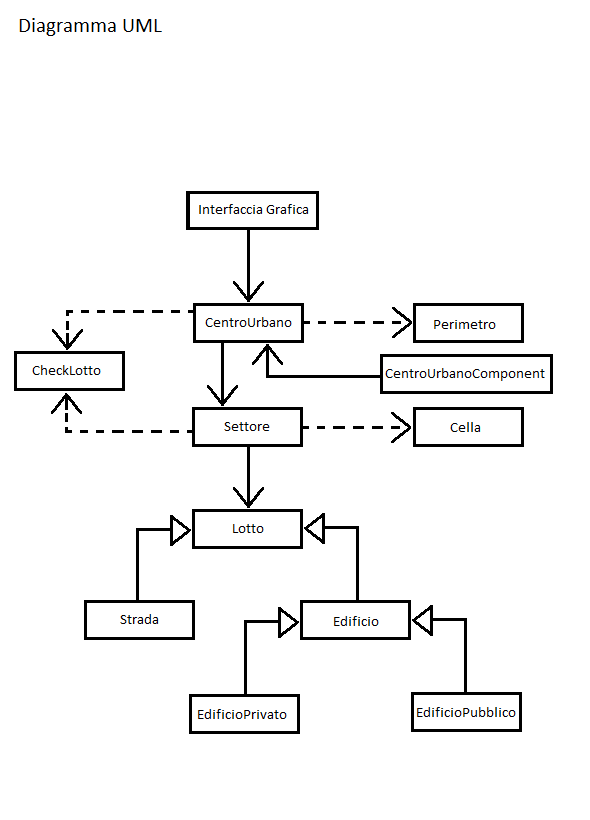 Diagramma UML
Interfaccia Grafica
CentroUrbano
Perimetro
CheckLotto
CentroUrbanoComponent
Settore
Cella
Lotto
Strada
Edificio
EdificioPrivato
EdificioPubblico